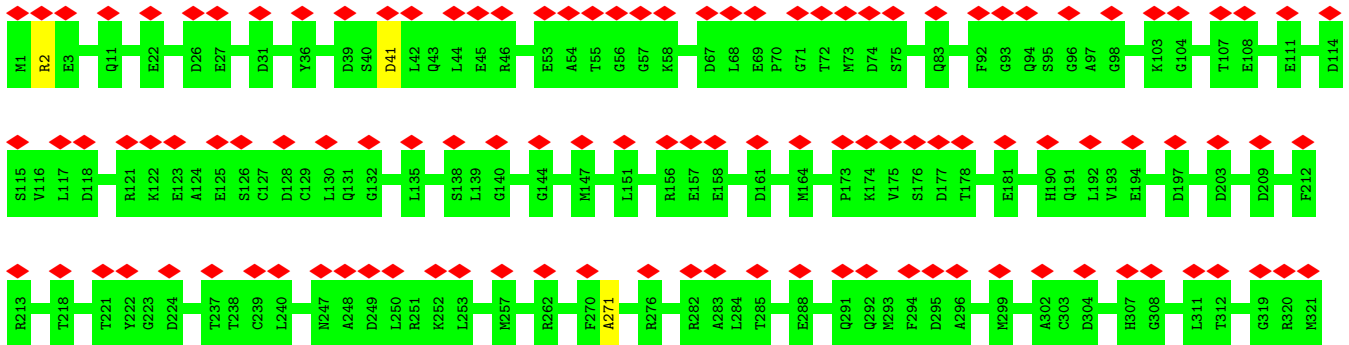 M1 R2 E3 Q11 E22 D26 E27 D31 Y36 D39 S40 D41 L42 Q43 L44 E45 R46 E53 A54 T55 G56 G57 K58 D67 L68 E69 P70 G71 T72 M73 D74 S75 Q83 F92 G93 Q94 S95 G96 A97 G98 K103 G104 T107 E108 E111 D114
S115 V116 L117 D118 R121 K122 E123 A124 E125 S126 C127 D128 C129 L130 Q131 G132 L135 S138 L139 G140 G144 M147 L151 R156 E157 E158 D161 M164 P173 K174 V175 S176 D177 T178 E181 H190 Q191 L192 V193 E194 D197 D203 D209 F212
R213 T218 T221 Y222 G223 D224 T237 T238 C239 L240 N247 A248 D249 L250 R251 K252 L253 M257 R262 F270 A271 R276 R282 A283 L284 T285 E288 Q291 Q292 M293 F294 D295 A296 M299 A302 C303 D304 H307 G308 L311 T312 G319 R320 M321